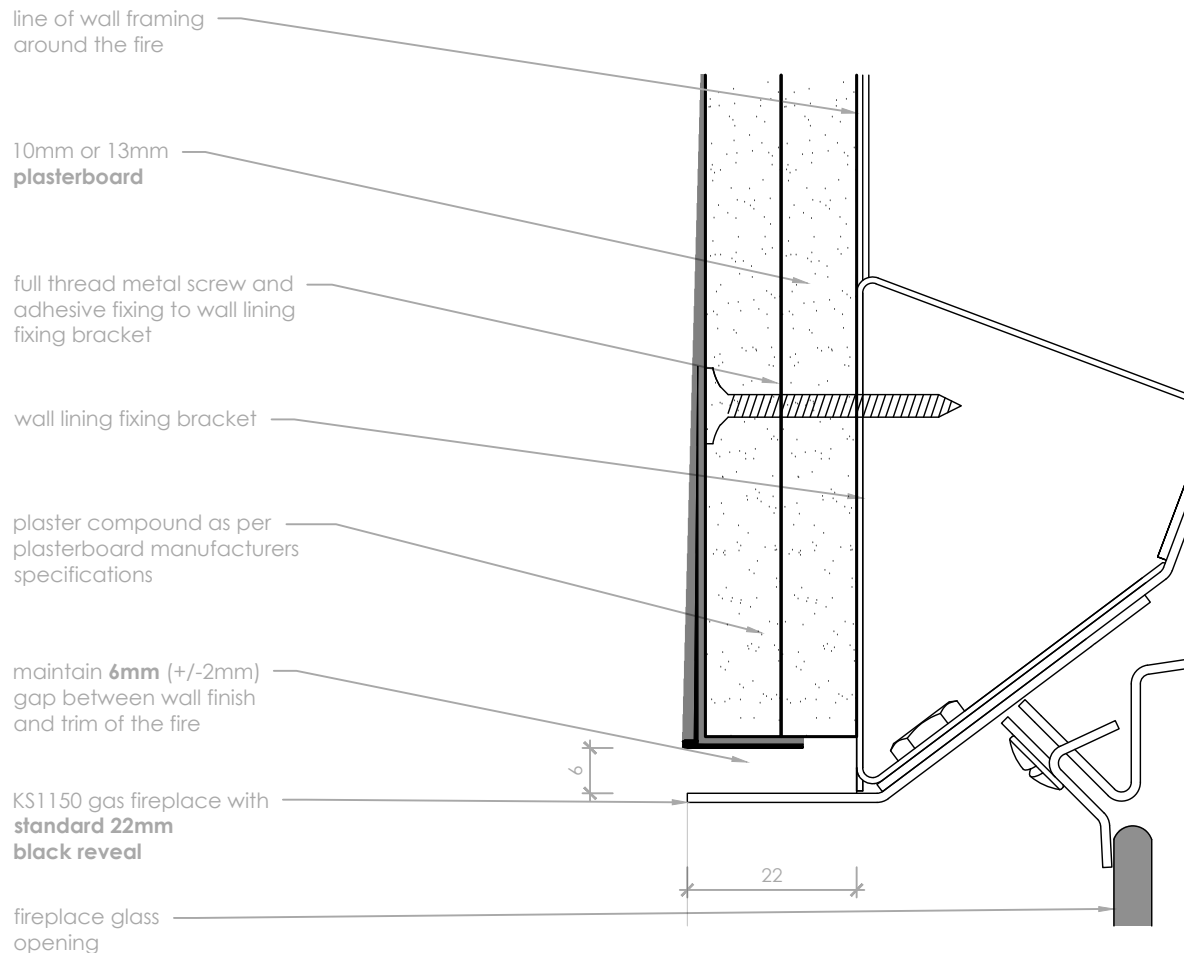 line of wall framing
around the fire
10mm or 13mm
plasterboard
full thread metal screw and
adhesive fixing to wall lining
fixing bracket
wall lining fixing bracket
plaster compound as per
plasterboard manufacturers
specifications
maintain 6mm (+/-2mm)
gap between wall finish
and trim of the fire
6
KS1150 gas fireplace with
standard 22mm
black reveal
22
fireplace glass
opening